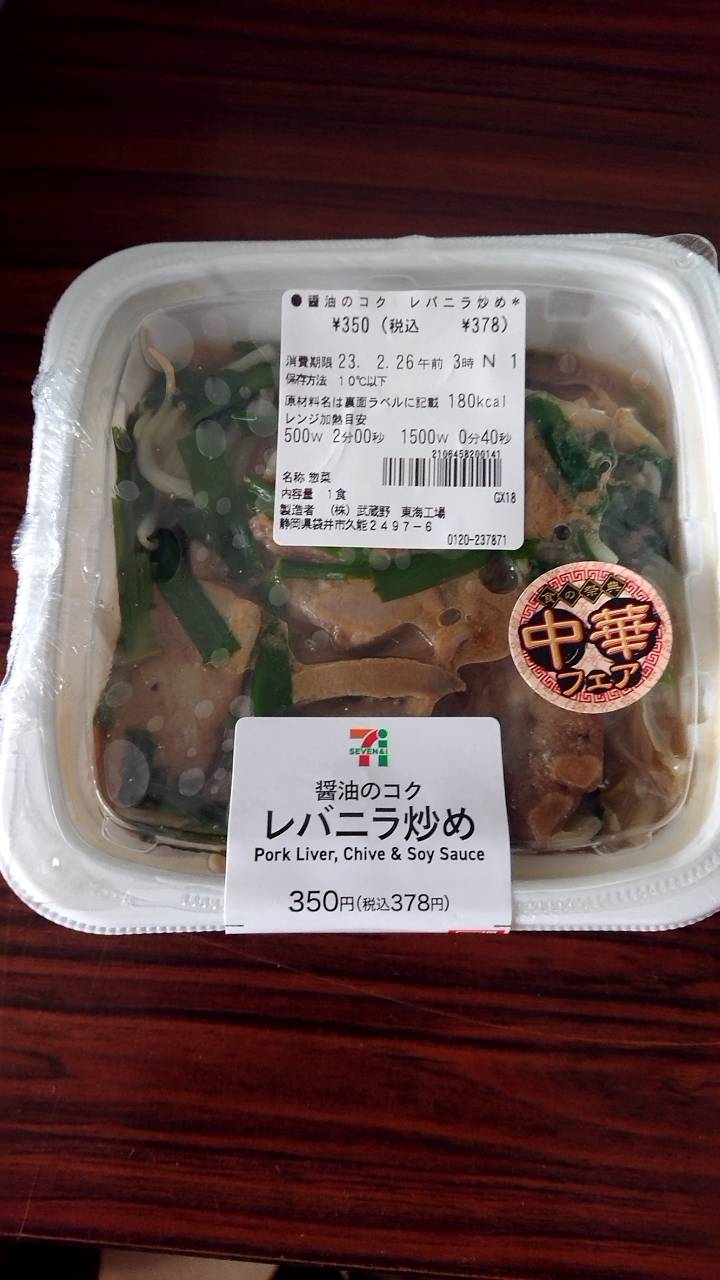 ●醤油のコク レバニラ炒め*
¥350（税込 ¥378）
消費期限 23. 2.26午前 3時 N 1
保存方法 10℃以下
原材料名は裏面ラベルに記載 180kcal
レンジ加熱目安
500w 2分00秒 1500w 0分40秒
2106458200141
名称 惣菜
内容量 1食
GX18
製造者 （株）武蔵野 東海工場
静岡県袋井市久能2497-6
0120-237871
食の祭典
中華
フェア
7i
SEVEN&i
醤油のコク
レバニラ炒め
Pork Liver, Chive & Soy Sauce
350円(税込378円)